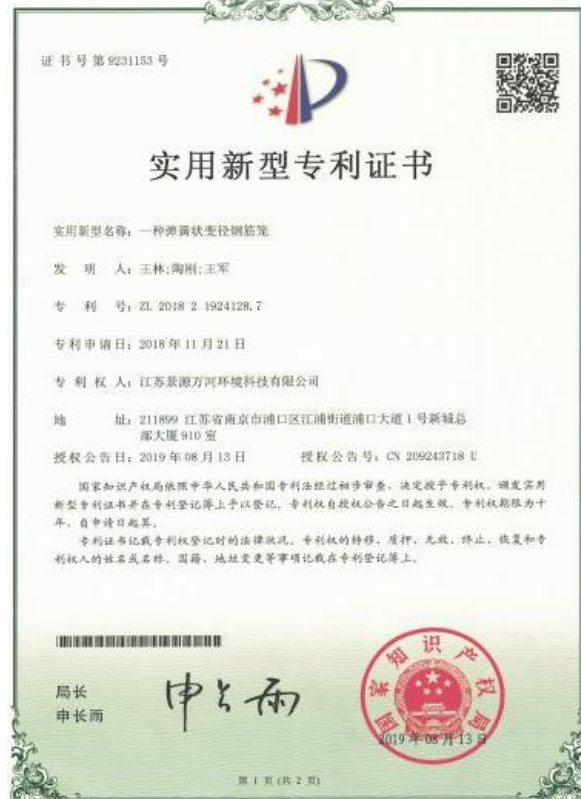 证书号第9231153号
实用新型专利证书
实用新型名称：一种弹簧状变径钢筋笼
发 明 人：王林;陶刚;王军
专 利 号：ZL 2018 2 1924128.7
专利申请日：2018年11月21日
专 利 权 人：江苏景源万河环境科技有限公司
地 址：211899 江苏省南京市浦口区江浦街道浦口大道1号新城总
部大厦910室
授权公告日：2019年08月13日 授权公告号：CN 209243718 U
国家知识产权局依照中华人民共和国专利法经过初步审查，决定授予专利权，颁发实用
新型专利证书并在专利登记簿上予以登记。专利权自授权公告之日起生效。专利权期限为十
年，自申请日起算。
专利证书记载专利权登记时的法律状况。专利权的转移、质押、无效、终止、恢复和专
利权人的姓名或名称、国籍、地址变更等事项记载在专利登记簿上。
局长
申长雨
申长雨
国家知识产权局
2019年08月13日
第 1 页 (共 2 页)